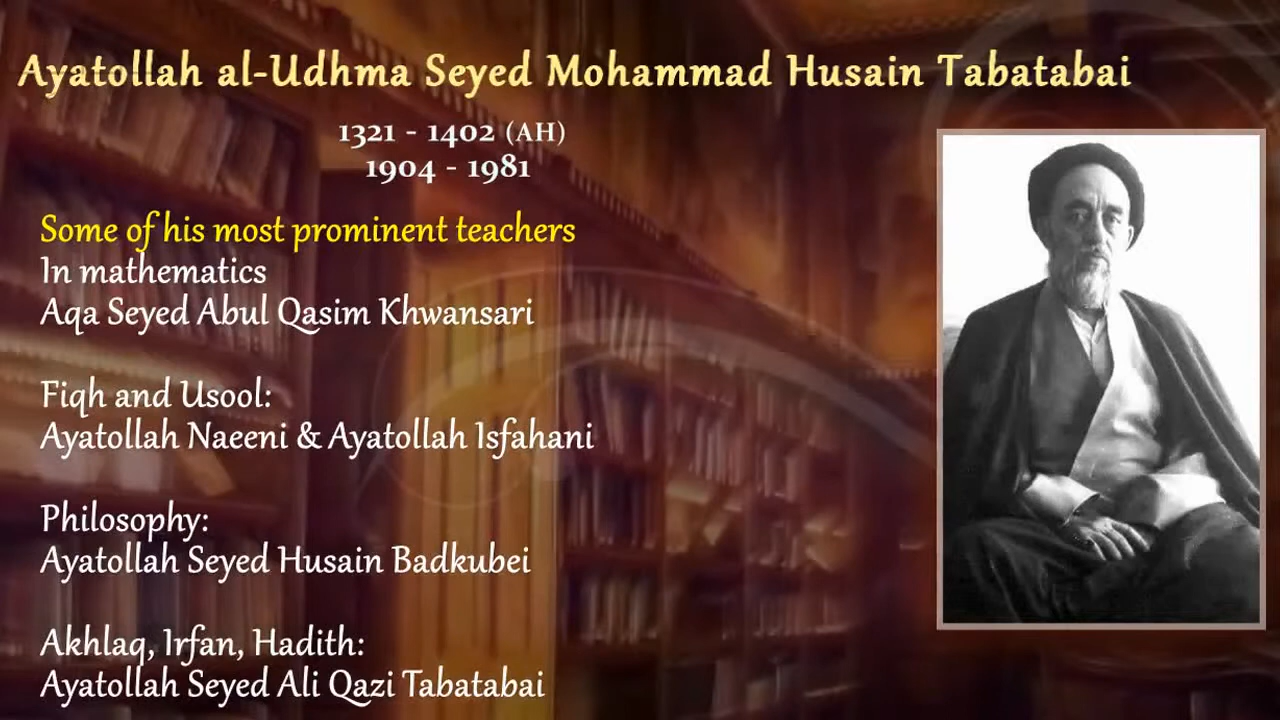 Ayatollah al-Udhma Seyed Mohammad Husain Tabatabai
1321 - 1402 (AH)
1904 - 1981
Some of his most prominent teachers
In mathematics
Aqa Seyed Abul Qasim Khwansari
Fiqh and Usool:
Ayatollah Naeeni & Ayatollah Isfahani
Philosophy:
Ayatollah Seyed Husain Badkubei
Akhlaq, Irfan, Hadith:
Ayatollah Seyed Ali Qazi Tabatabai